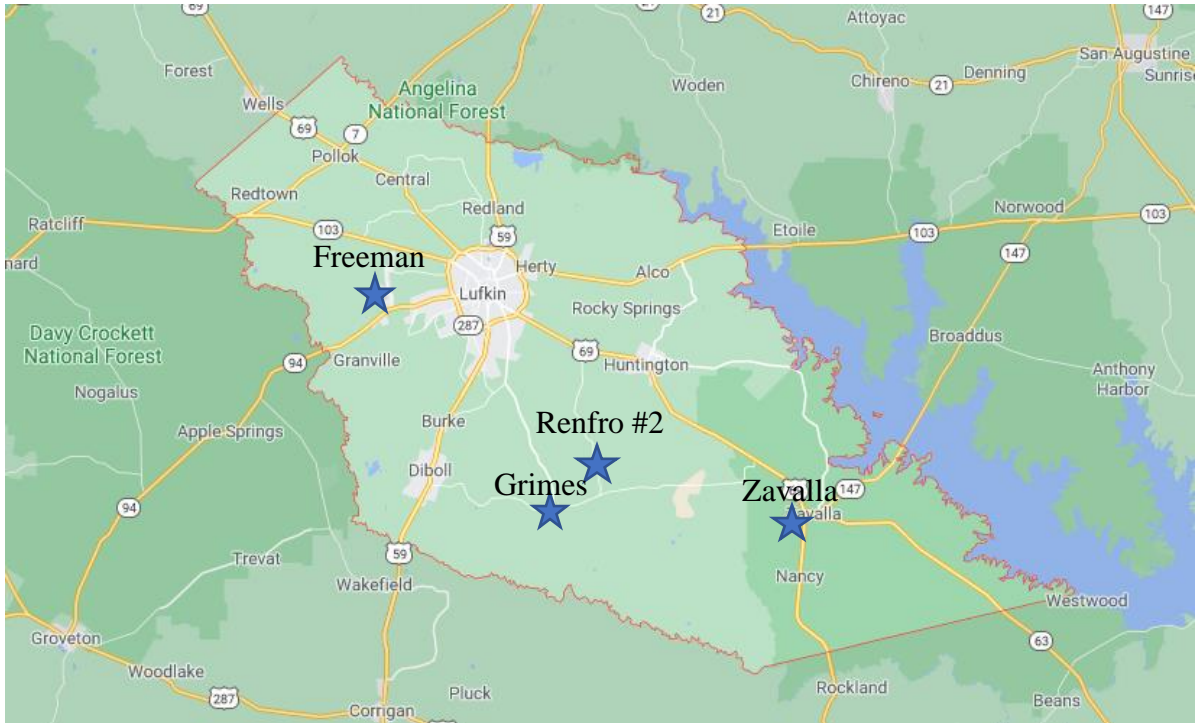 69
21
Attoyac
147
San Augustine
Forest
Angelina
National Forest
Woden
Chireno
21
Denning
Sunrise
Wells
69
7
Pollok
Central
Redtown
Redland
Ratcliff
103
59
Etoile
103
Norwood
103
147
nard
Freeman
Herty
Alco
Lufkin
Rocky Springs
Davy Crockett
National Forest
287
94
Granville
69
Huntington
Broaddus
Anthony
Harbor
Nogalus
Apple Springs
Burke
Renfro #2
Diboll
Grimes
Zavalla
147
94
Zavalla
59
Trevat
Wakefield
Nancy
Westwood
Groveton
63
Woodlake
287
Pluck
Rockland
Beans
Corrigan